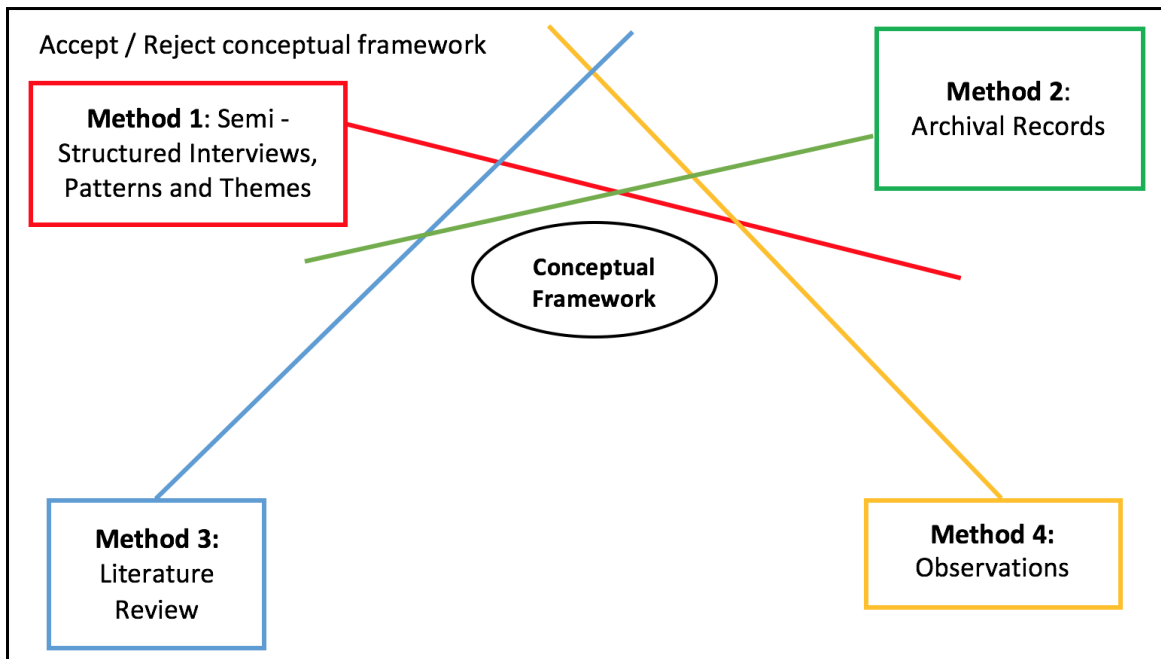 Accept / Reject conceptual framework
Method 1: Semi -
Structured Interviews,
Patterns and Themes
Method 2:
Archival Records
Conceptual
Framework
Method 3:
Literature
Review
Method 4:
Observations